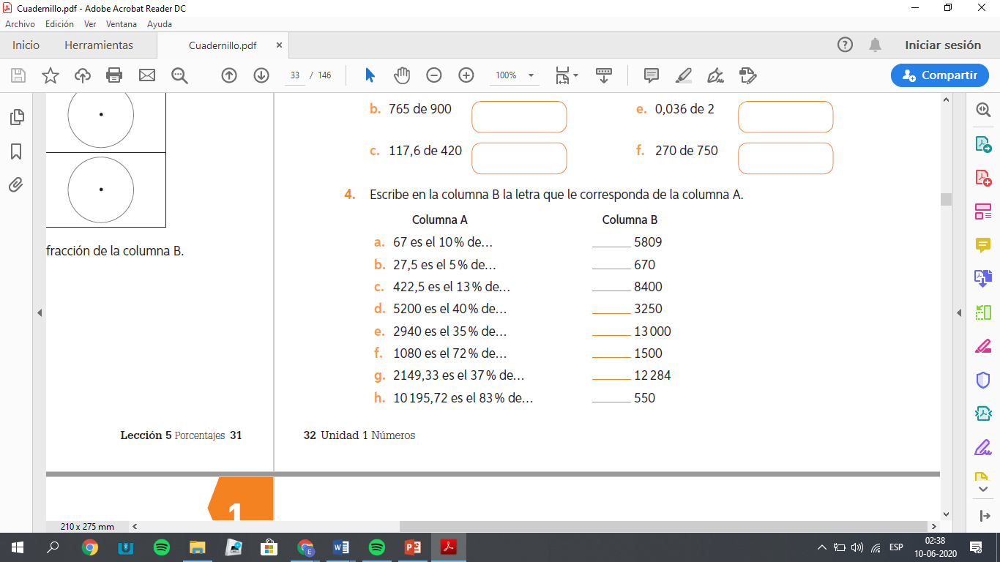 Cuadernillo.pdf - Adobe Acrobat Reader DC
Archivo Edición Ver Ventana Ayuda
Inicio Herramientas Cuadernillo.pdf × Iniciar sesión
33 / 146 100% Compartir
b. 765 de 900 e. 0,036 de 2
c. 117,6 de 420 f. 270 de 750
4. Escribe en la columna B la letra que le corresponda de la columna A.
Columna A Columna B
a. 67 es el 10 % de… ______ 5809
fracción de la columna B.
b. 27,5 es el 5 % de… ______ 670
c. 422,5 es el 13 % de… ______ 8400
d. 5200 es el 40 % de… ______ 3250
e. 2940 es el 35 % de… ______ 13 000
f. 1080 es el 72 % de… ______ 1500
g. 2149,33 es el 37 % de… ______ 12 284
h. 10 195,72 es el 83 % de… ______ 550
Lección 5 Porcentajes 31
32 Unidad 1 Números
1
210 x 275 mm
ESP
02:38
10-06-2020